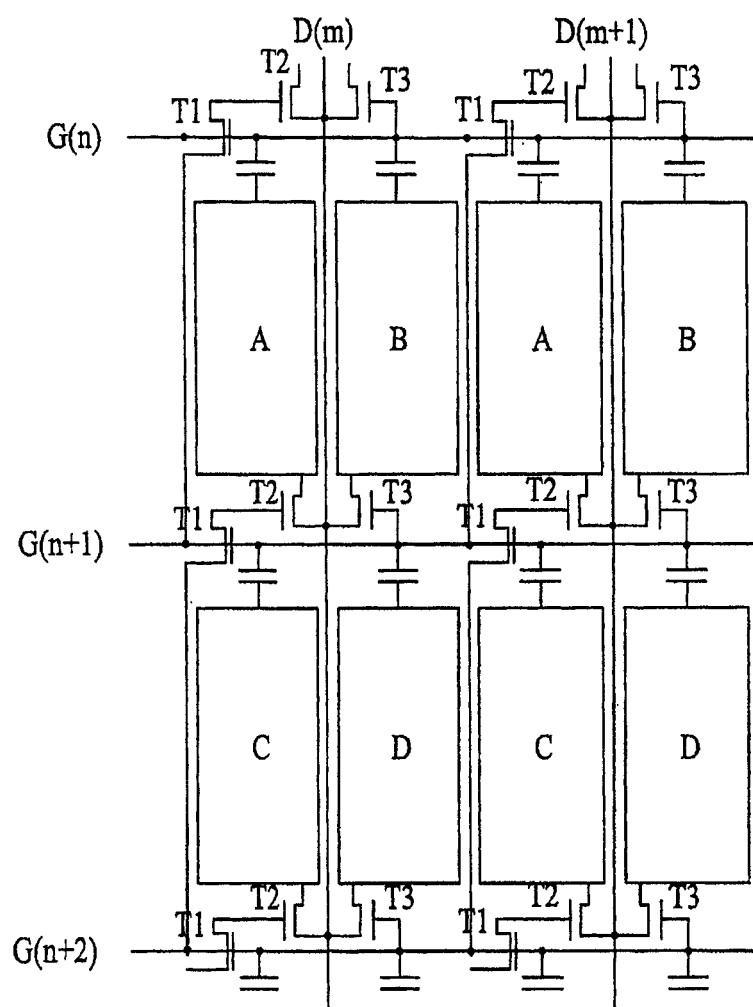 D(m) D(m+1)
T2 T3 T2 T3
T1 T1
G(n)
A B A B
T2 T3 T2 T3
T1 T1
G(n+1)
C D C D
T2 T3 T2 T3
T1 T1
G(n+2)